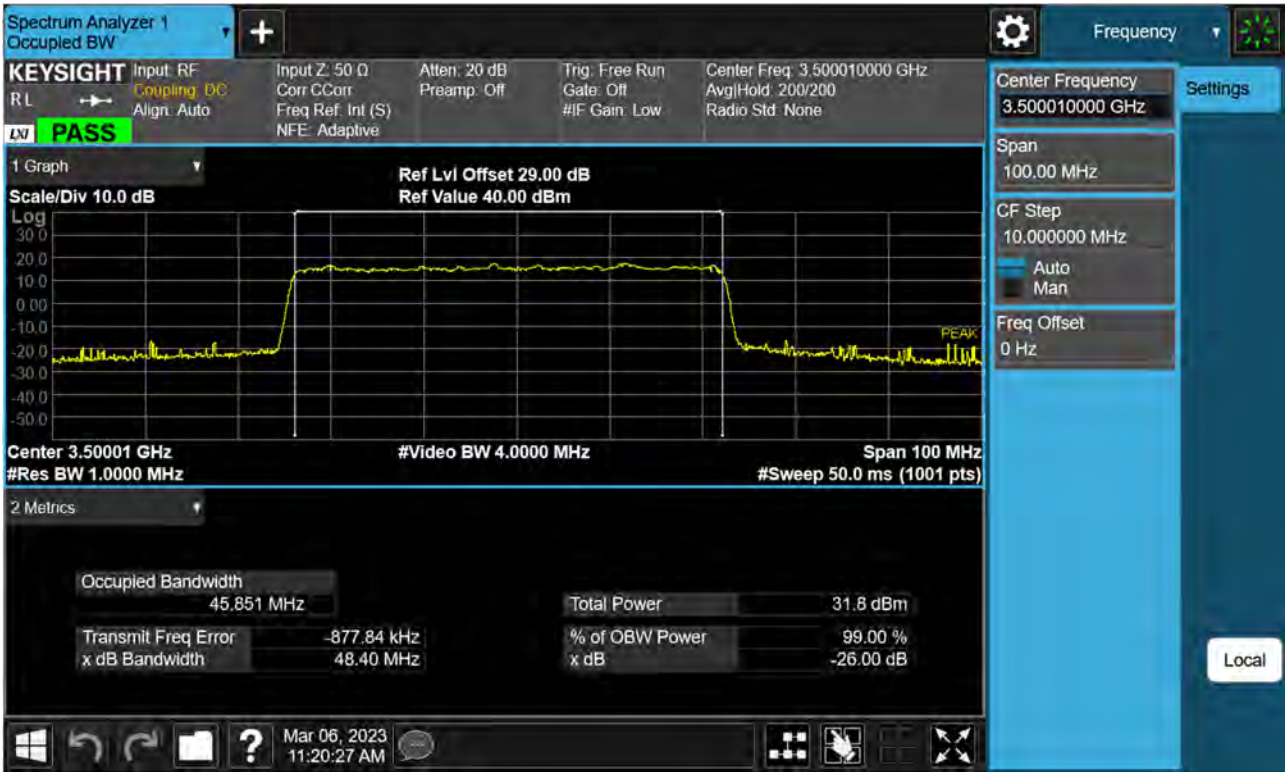 Spectrum Analyzer 1
Occupied BW
+
Frequency
KEYSIGHT
R L
LXI
PASS
Input: RF
Coupling: DC
Align: Auto
Input Z: 50 Ω
Corr CCorr
Freq Ref: Int (S)
NFE: Adaptive
Atten: 20 dB
Preamp: Off
Trig: Free Run
Gate: Off
#IF Gain: Low
Center Freq: 3.500010000 GHz
Avg|Hold: 200/200
Radio Std: None
Center Frequency
3.500010000 GHz
Settings
Span
100.00 MHz
CF Step
10.000000 MHz
Auto
Man
Freq Offset
0 Hz
Local
1 Graph
Scale/Div 10.0 dB
Ref Lvl Offset 29.00 dB
Ref Value 40.00 dBm
Log
30.0
20.0
10.0
0.00
-10.0
-20.0
-30.0
-40.0
-50.0
PEAK
Center 3.50001 GHz
#Video BW 4.0000 MHz
Span 100 MHz
#Res BW 1.0000 MHz
#Sweep 50.0 ms (1001 pts)
2 Metrics
Occupied Bandwidth
45.851 MHz
Total Power 31.8 dBm
Transmit Freq Error -877.84 kHz
% of OBW Power 99.00 %
x dB Bandwidth 48.40 MHz
x dB -26.00 dB
?
Mar 06, 2023
11:20:27 AM